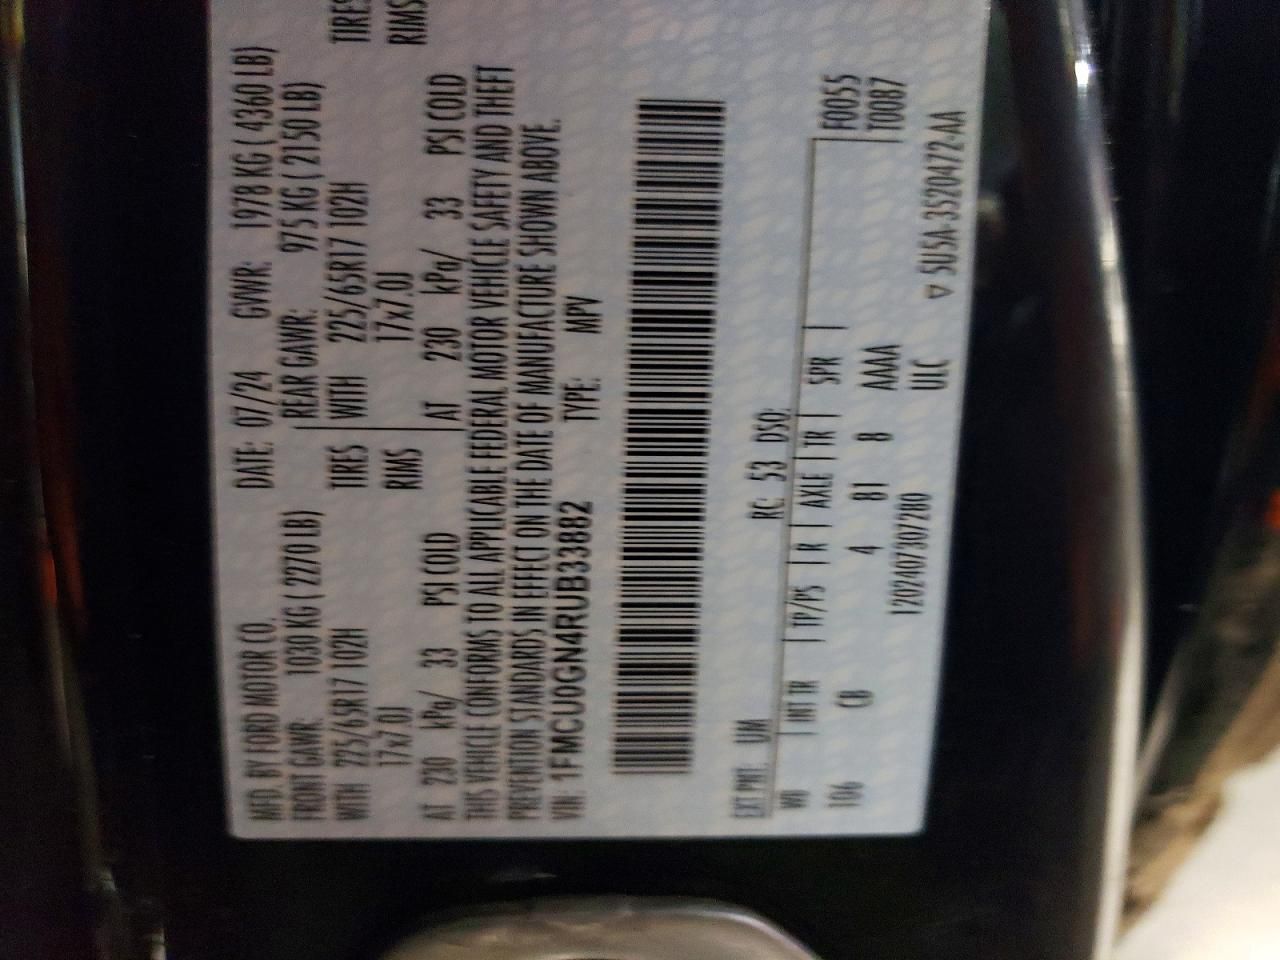 MFD. BY FORD MOTOR CO. DATE: 07/24 GVWR: 1978 KG ( 4360 LB)
FRONT GAWR: 1030 KG ( 2270 LB) REAR GAWR: 975 KG ( 2150 LB)
WITH 225/65R17 102H TIRES WITH 225/65R17 102H TIRES
17x7.0J RIMS 17x7.0J RIMS
AT 230 kPa/ 33 PSI COLD AT 230 kPa/ 33 PSI COLD
THIS VEHICLE CONFORMS TO ALL APPLICABLE FEDERAL MOTOR VEHICLE SAFETY AND THEFT
PREVENTION STANDARDS IN EFFECT ON THE DATE OF MANUFACTURE SHOWN ABOVE.
VIN: 1FMCU0GN4RUB33882 TYPE: MPV
EXT PNT: UM RC: 53 DSO:
WB INT TR TP/PS R AXLE TR SPR F0055
106 CB 4 81 8 AAAA T0087
1202407307280 ULC
▽ 5U5A-3520472-AA